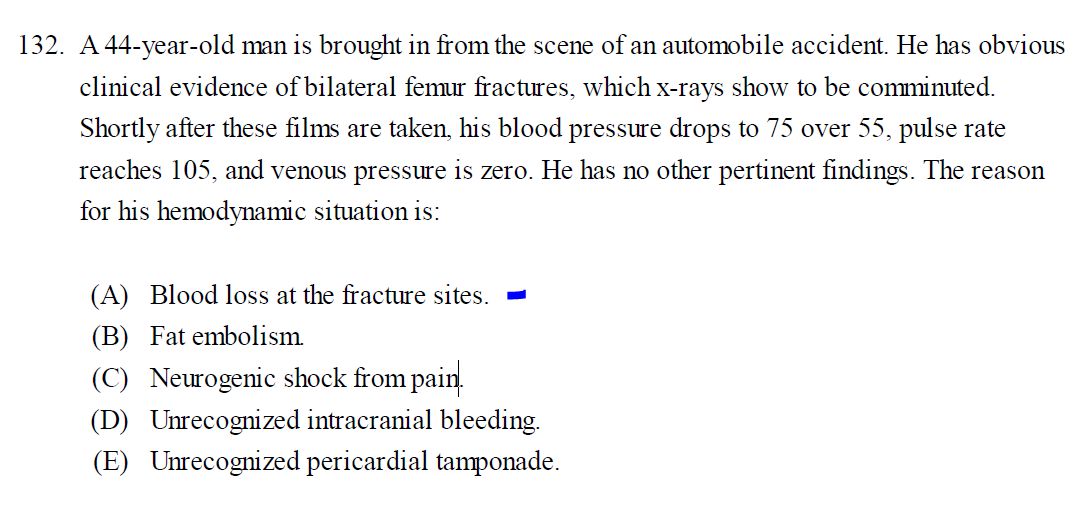 132. A 44-year-old man is brought in from the scene of an automobile accident. He has obvious
clinical evidence of bilateral femur fractures, which x-rays show to be comminuted.
Shortly after these films are taken, his blood pressure drops to 75 over 55, pulse rate
reaches 105, and venous pressure is zero. He has no other pertinent findings. The reason
for his hemodynamic situation is:
(A) Blood loss at the fracture sites.
(B) Fat embolism.
(C) Neurogenic shock from pain.
(D) Unrecognized intracranial bleeding.
(E) Unrecognized pericardial tamponade.